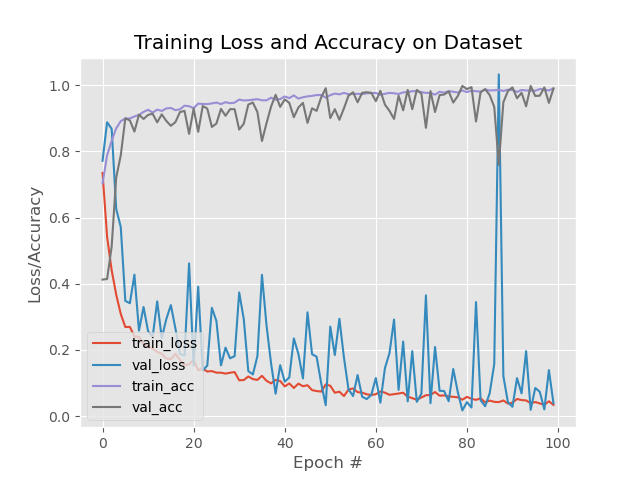 Training Loss and Accuracy on Dataset
Loss/Accuracy
1.0
0.8
0.6
0.4
0.2
0.0
train_loss
val_loss
train_acc
val_acc
0
20
40
60
80
100
Epoch #